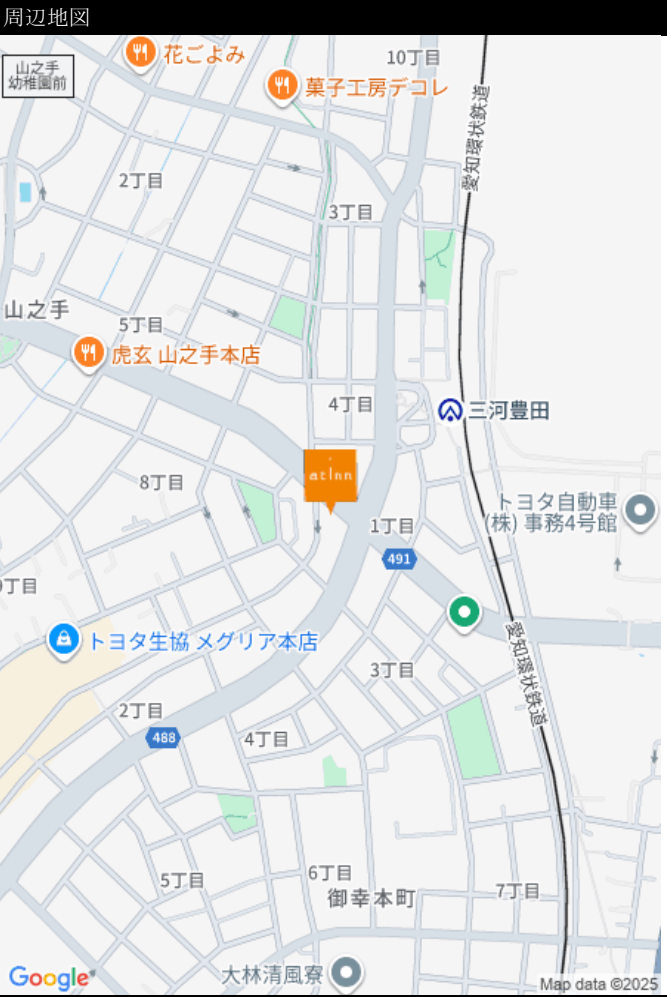 周辺地図
花ごよみ
10丁目
山之手
幼稚園前
菓子工房デコレ
愛知環状鉄道
2丁目
3丁目
山之手
5丁目
虎玄 山之手本店
4丁目
三河豊田
at inn
8丁目
トヨタ自動車
(株) 事務4号館
1丁目
491
9丁目
トヨタ生協 メグリア本店
愛知環状鉄道
3丁目
2丁目
488
4丁目
5丁目
6丁目
7丁目
御幸本町
大林清風寮
Google
Map data ©2025